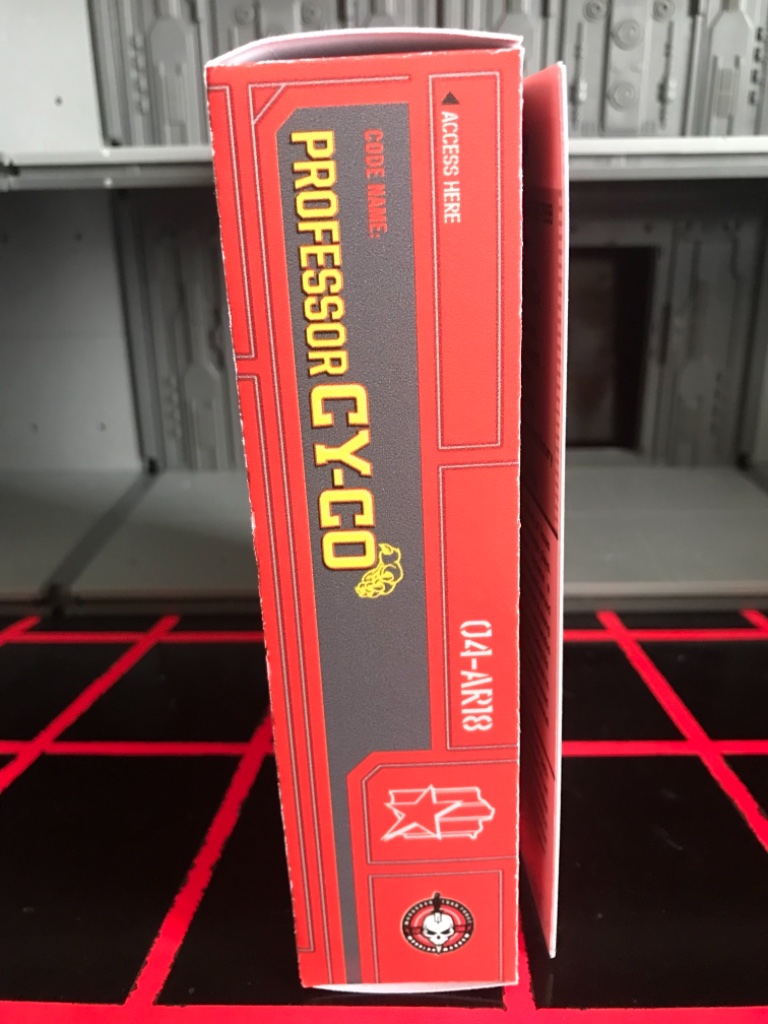 ◀ ACCESS HERE
CODE NAME:
PROFESSOR CY-CO
04-AR18